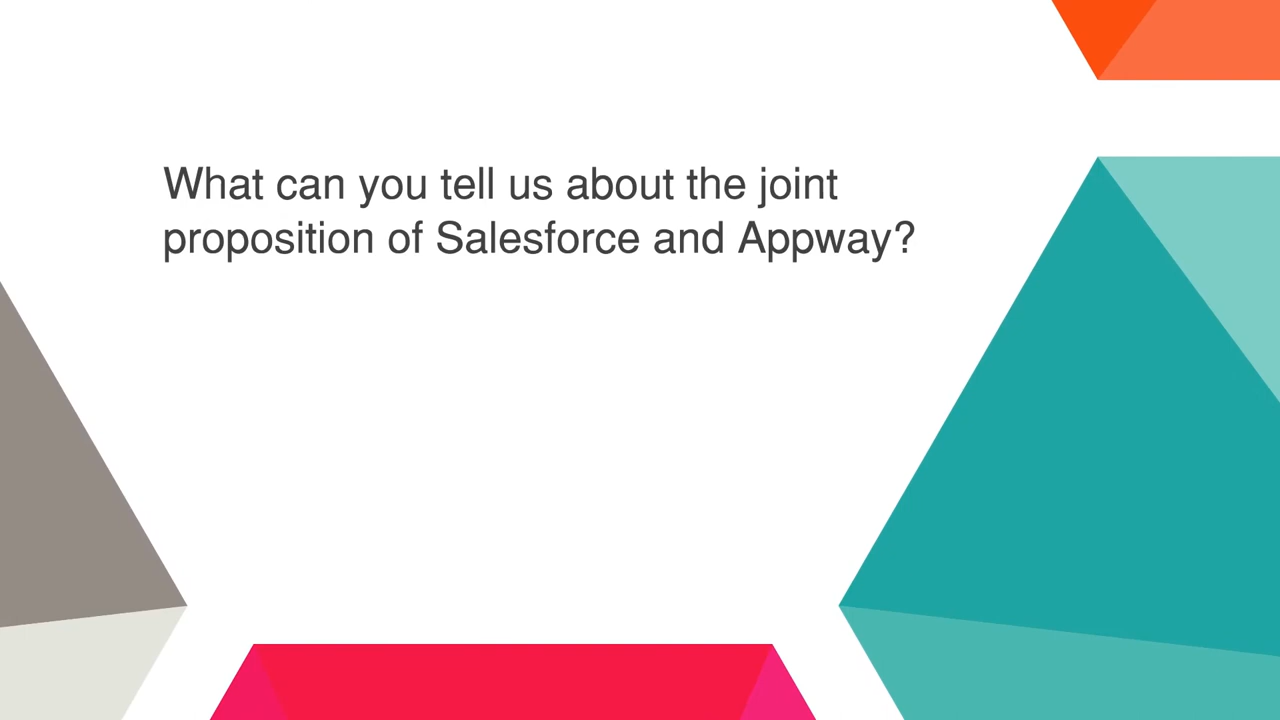 What can you tell us about the joint
proposition of Salesforce and Appway?